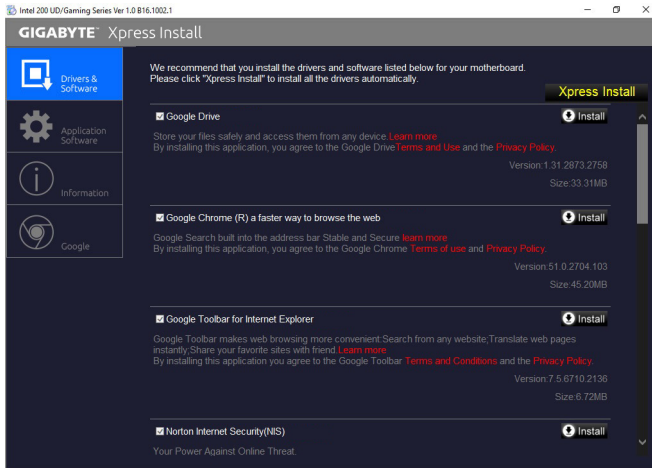 Intel 200 UD/Gaming Series Ver 1.0 B16.1002.1
GIGABYTE™ Xpress Install
Drivers &
Software
Application
Software
Information
Google
We recommend that you install the drivers and software listed below for your motherboard.
Please click "Xpress Install" to install all the drivers automatically.
Xpress Install
Google Drive
Install
Store your files safely and access them from any device.Learn more
By installing this application, you agree to the Google DriveTerms and Use and the Privacy Policy.
Version:1.31.2873.2758
Size:33.31MB
Google Chrome (R) a faster way to browse the web
Install
Google Search built into the address bar Stable and Secure learn more
By installing this application, you agree to the Google Chrome Terms of use and Privacy Policy.
Version:51.0.2704.103
Size:45.20MB
Google Toolbar for Internet Explorer
Install
Google Toolbar makes web browsing more convenient:Search from any website;Translate web pages
instantly;Share your favorite sites with friend.Learn more
By installing this application you agree to the Google Toolbar Terms and Conditions and the Privacy Policy.
Version:7.5.6710.2136
Size:6.72MB
Norton Internet Security(NIS)
Install
Your Power Against Online Threat.